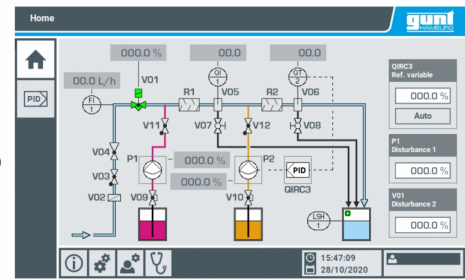 Home
gunt
HAMBURG
000.0 %
00.0
00.0
00.0 L/h
V01
QI
1
V05
QT
2
V06
FI
1
R1
R2
V11
V07
V12
V08
V04
V03
P1
000.0 %
P2
PID
000.0 %
QIRC3
V02
V09
V10
LSH
1
QIRC3
Ref. variable
000.0 %
Auto
P1
Disturbance 1
000.0 %
V01
Disturbance 2
000.0 %
PID
15:47:09
28/10/2020